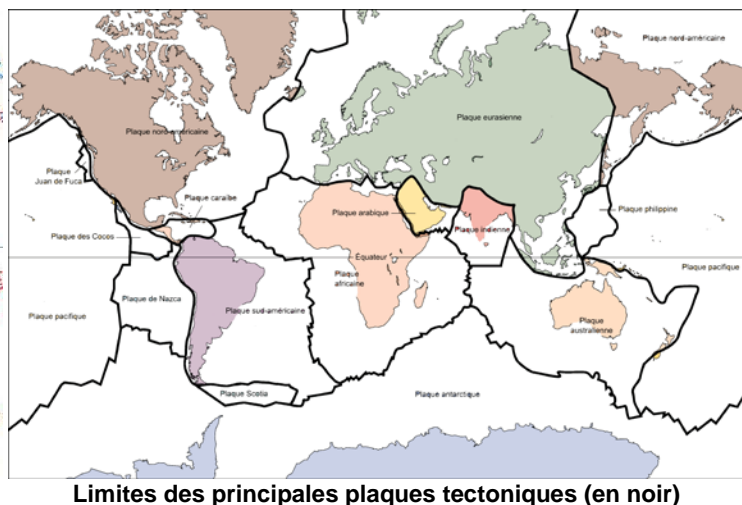 Plaque nord-américaine
Plaque nord-américaine
Plaque eurasienne
Plaque
Juan de Fuca
Plaque caraïbe
Plaque arabique
Plaque indienne
Plaque philippine
Plaque des Cocos
Équateur
Plaque
africaine
Plaque pacifique
Plaque de Nazca
Plaque sud-américaine
Plaque pacifique
Plaque
australienne
Plaque Scotia
Plaque antarctique
Limites des principales plaques tectoniques (en noir)